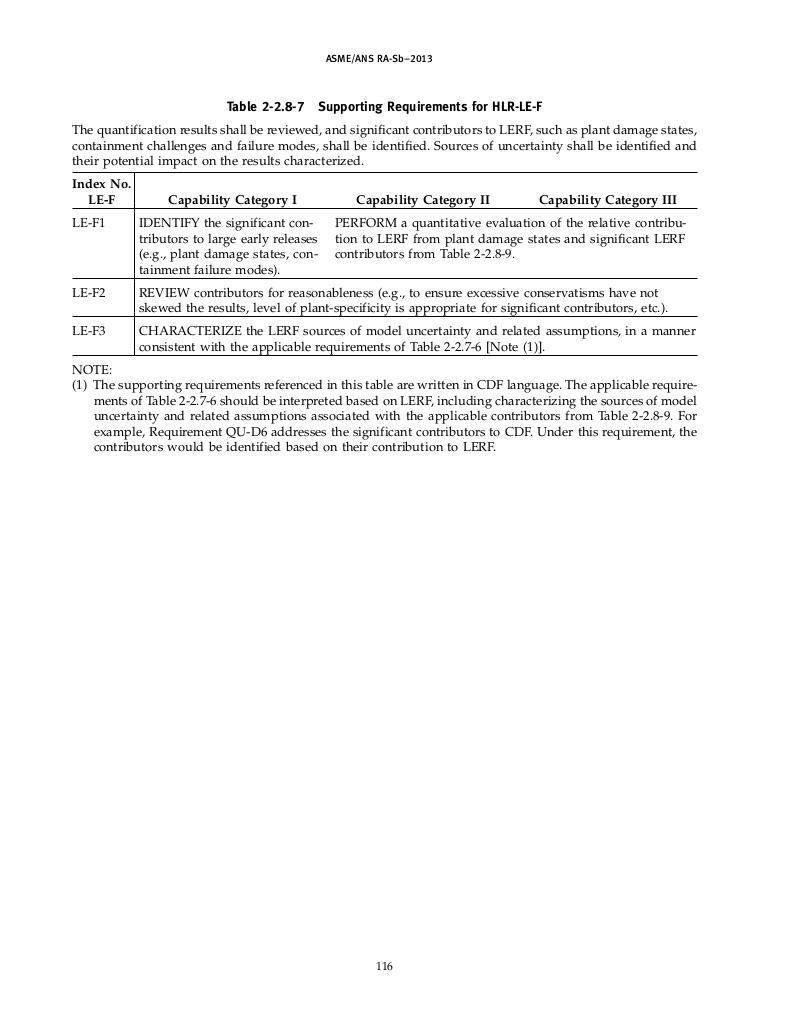 ASME/ANS RA-Sb–2013
Table 2-2.8-7 Supporting Requirements for HLR-LE-F
The quantification results shall be reviewed, and significant contributors to LERF, such as plant damage states,
containment challenges and failure modes, shall be identified. Sources of uncertainty shall be identified and
their potential impact on the results characterized.
Index No.
LE-F Capability Category I Capability Category II Capability Category III
LE-F1 IDENTIFY the significant con- PERFORM a quantitative evaluation of the relative contribu-
tributors to large early releases tion to LERF from plant damage states and significant LERF
(e.g., plant damage states, con- contributors from Table 2-2.8-9.
tainment failure modes).
LE-F2 REVIEW contributors for reasonableness (e.g., to ensure excessive conservatisms have not
skewed the results, level of plant-specificity is appropriate for significant contributors, etc.).
LE-F3 CHARACTERIZE the LERF sources of model uncertainty and related assumptions, in a manner
consistent with the applicable requirements of Table 2-2.7-6 [Note (1)].
NOTE:
(1) The supporting requirements referenced in this table are written in CDF language. The applicable require-
ments of Table 2-2.7-6 should be interpreted based on LERF, including characterizing the sources of model
uncertainty and related assumptions associated with the applicable contributors from Table 2-2.8-9. For
example, Requirement QU-D6 addresses the significant contributors to CDF. Under this requirement, the
contributors would be identified based on their contribution to LERF.
116